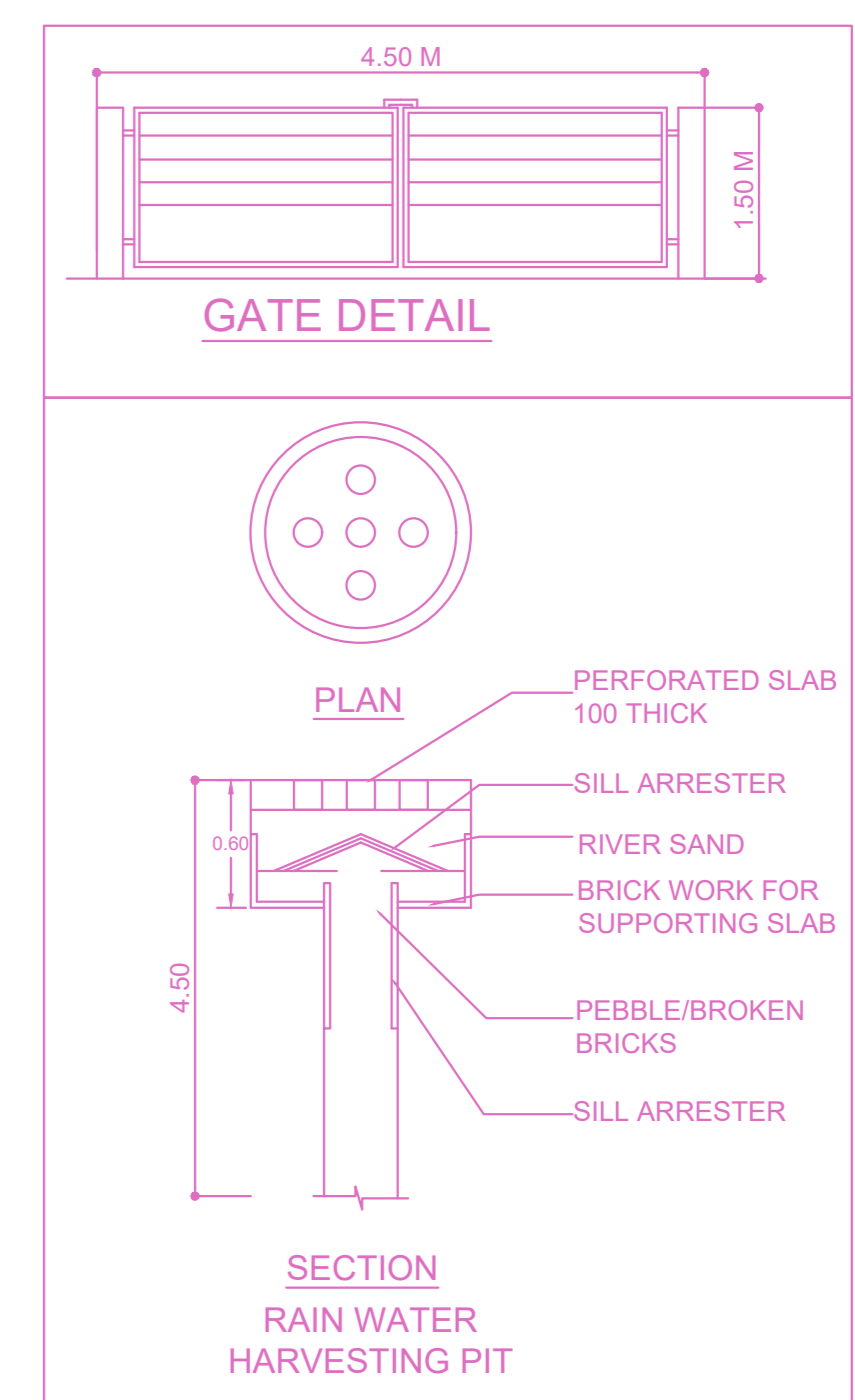 4.50 M
1.50 M
GATE DETAIL
PLAN
PERFORATED SLAB
100 THICK
SILL ARRESTER
0.60
RIVER SAND
BRICK WORK FOR
SUPPORTING SLAB
4.50
PEBBLE/BROKEN
BRICKS
SILL ARRESTER
SECTION
RAIN WATER
HARVESTING PIT